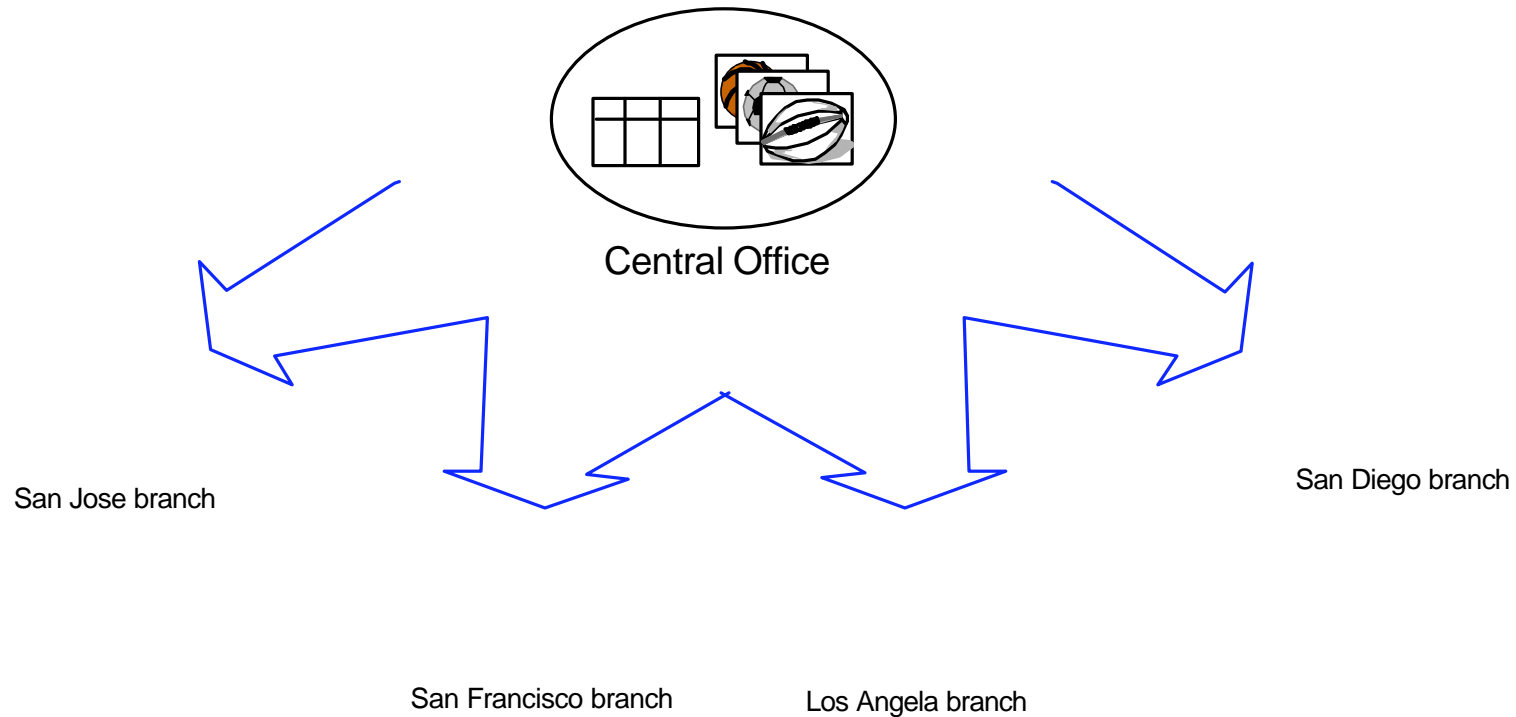 Central Office
San Jose branch
San Diego branch
San Francisco branch
Los Angela branch